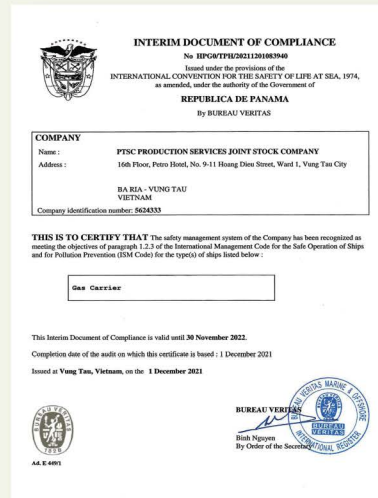 INTERIM DOCUMENT OF COMPLIANCE
No HPG0/TPH/20211201083940
Issued under the provisions of the
INTERNATIONAL CONVENTION FOR THE SAFETY OF LIFE AT SEA, 1974,
as amended, under the authority of the Government of
REPUBLICA DE PANAMA
By BUREAU VERITAS
COMPANY
Name : PTSC PRODUCTION SERVICES JOINT STOCK COMPANY
Address : 16th Floor, Petro Hotel, No. 9-11 Hoang Dieu Street, Ward 1, Vung Tau City
BA RIA - VUNG TAU
VIETNAM
Company identification number: 5624333
THIS IS TO CERTIFY THAT The safety management system of the Company has been recognized as
meeting the objectives of paragraph 1.2.3 of the International Management Code for the Safe Operation of Ships
and for Pollution Prevention (ISM Code) for the type(s) of ships listed below :
Gas Carrier
This Interim Document of Compliance is valid until 30 November 2022.
Completion date of the audit on which this certificate is based : 1 December 2021
Issued at Vung Tau, Vietnam, on the 1 December 2021
BUREAU VERITAS
Binh Nguyen
By Order of the Secretary
BUREAU VERITAS
1828
BUREAU
VERITAS
VERITAS MARINE & OFFSHORE
INTERNATIONAL REGISTER
Ad. E 449/1